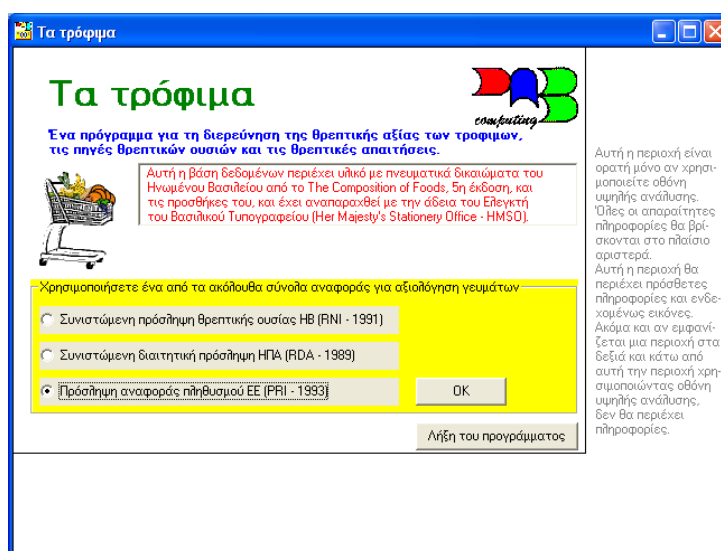 Τα τρόφιμα
Τα τρόφιμα
computing
Ένα πρόγραμμα για τη διερεύνηση της θρεπτικής αξίας των τροφιμων,
τις πηγές θρεπτικών ουσιών και τις θρεπτικές απαιτήσεις.
Αυτή η βάση δεδομένων περιέχει υλικό με πνευματικά δικαιώματα του
Ηνωμένου Βασιλείου από το The Composition of Foods, 5η έκδοση, και
τις προσθήκες του, και έχει αναπαραχθεί με την άδεια του Ελεγκτή
του Βασιλικού Τυπογραφείου (Her Majesty's Stationery Office - HMSO).
Χρησιμοποιήσετε ένα από τα ακόλουθα σύνολα αναφοράς για αξιολόγηση γευμάτων
Συνιστώμενη πρόσληψη θρεπτικής ουσίας ΗΒ (RNI - 1991)
Συνιστώμενη διαιτητική πρόσληψη ΗΠΑ (RDA - 1989)
Πρόσληψη αναφοράς πληθυσμού ΕΕ (PRI - 1993)
OK
Λήξη του προγράμματος
Αυτή η περιοχή είναι
ορατή μόνο αν χρησι-
μοποιείτε οθόνη
υψηλής ανάλυσης.
Όλες οι απαραίτητες
πληροφορίες θα βρί-
σκονται στο πλαίσιο
αριστερά.
Αυτή η περιοχή θα
περιέχει πρόσθετες
πληροφορίες και ενδε-
χομένως εικόνες.
Ακόμα και αν εμφανί-
ζεται μια περιοχή στα
δεξιά και κάτω από
αυτή την περιοχή χρη-
σιμοποιώντας οθόνη
υψηλής ανάλυσης,
δεν θα περιέχει
πληροφορίες.